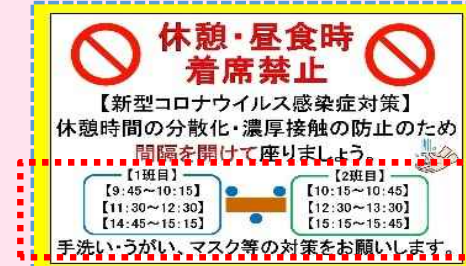 休憩・昼食時
着席禁止
【新型コロナウイルス感染症対策】
休憩時間の分散化・濃厚接触の防止のため
間隔を開けて座りましょう。
【1班目】
【9:45～10:15】
【11:30～12:30】
【14:45～15:15】
【2班目】
【10:15～10:45】
【12:30～13:30】
【15:15～15:45】
手洗い・うがい、マスク等の対策をお願いします。